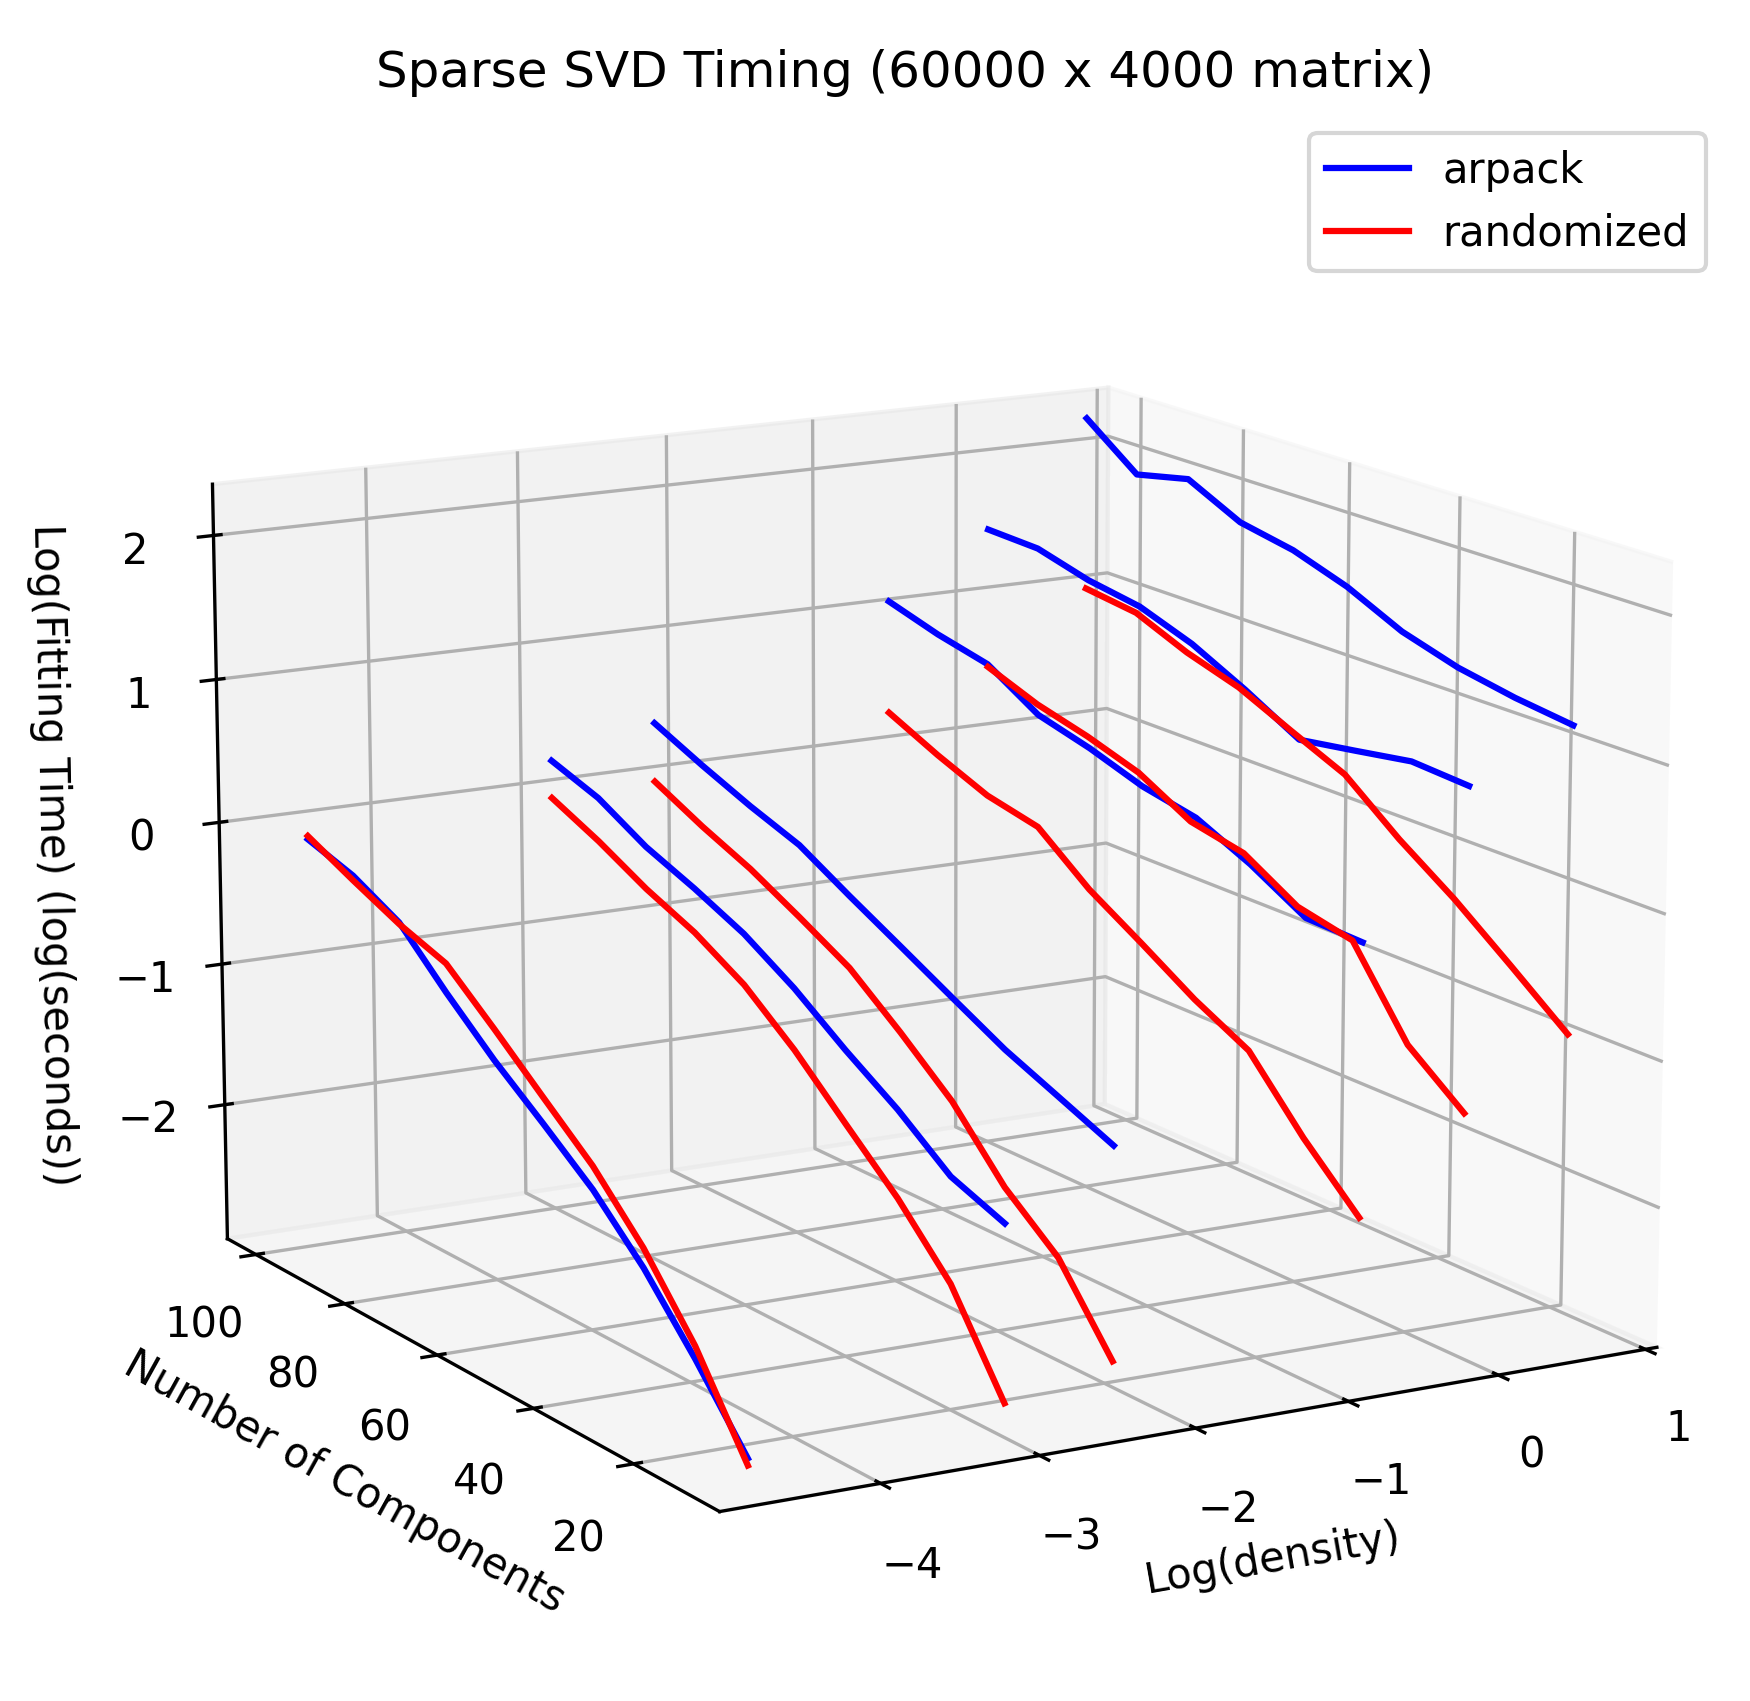 Sparse SVD Timing (60000 x 4000 matrix)
arpack
randomized
Log(Fitting Time) (log(seconds))
2
1
0
−1
−2
100
80
60
40
20
Number of Components
−4
−3
−2
−1
0
1
Log(density)